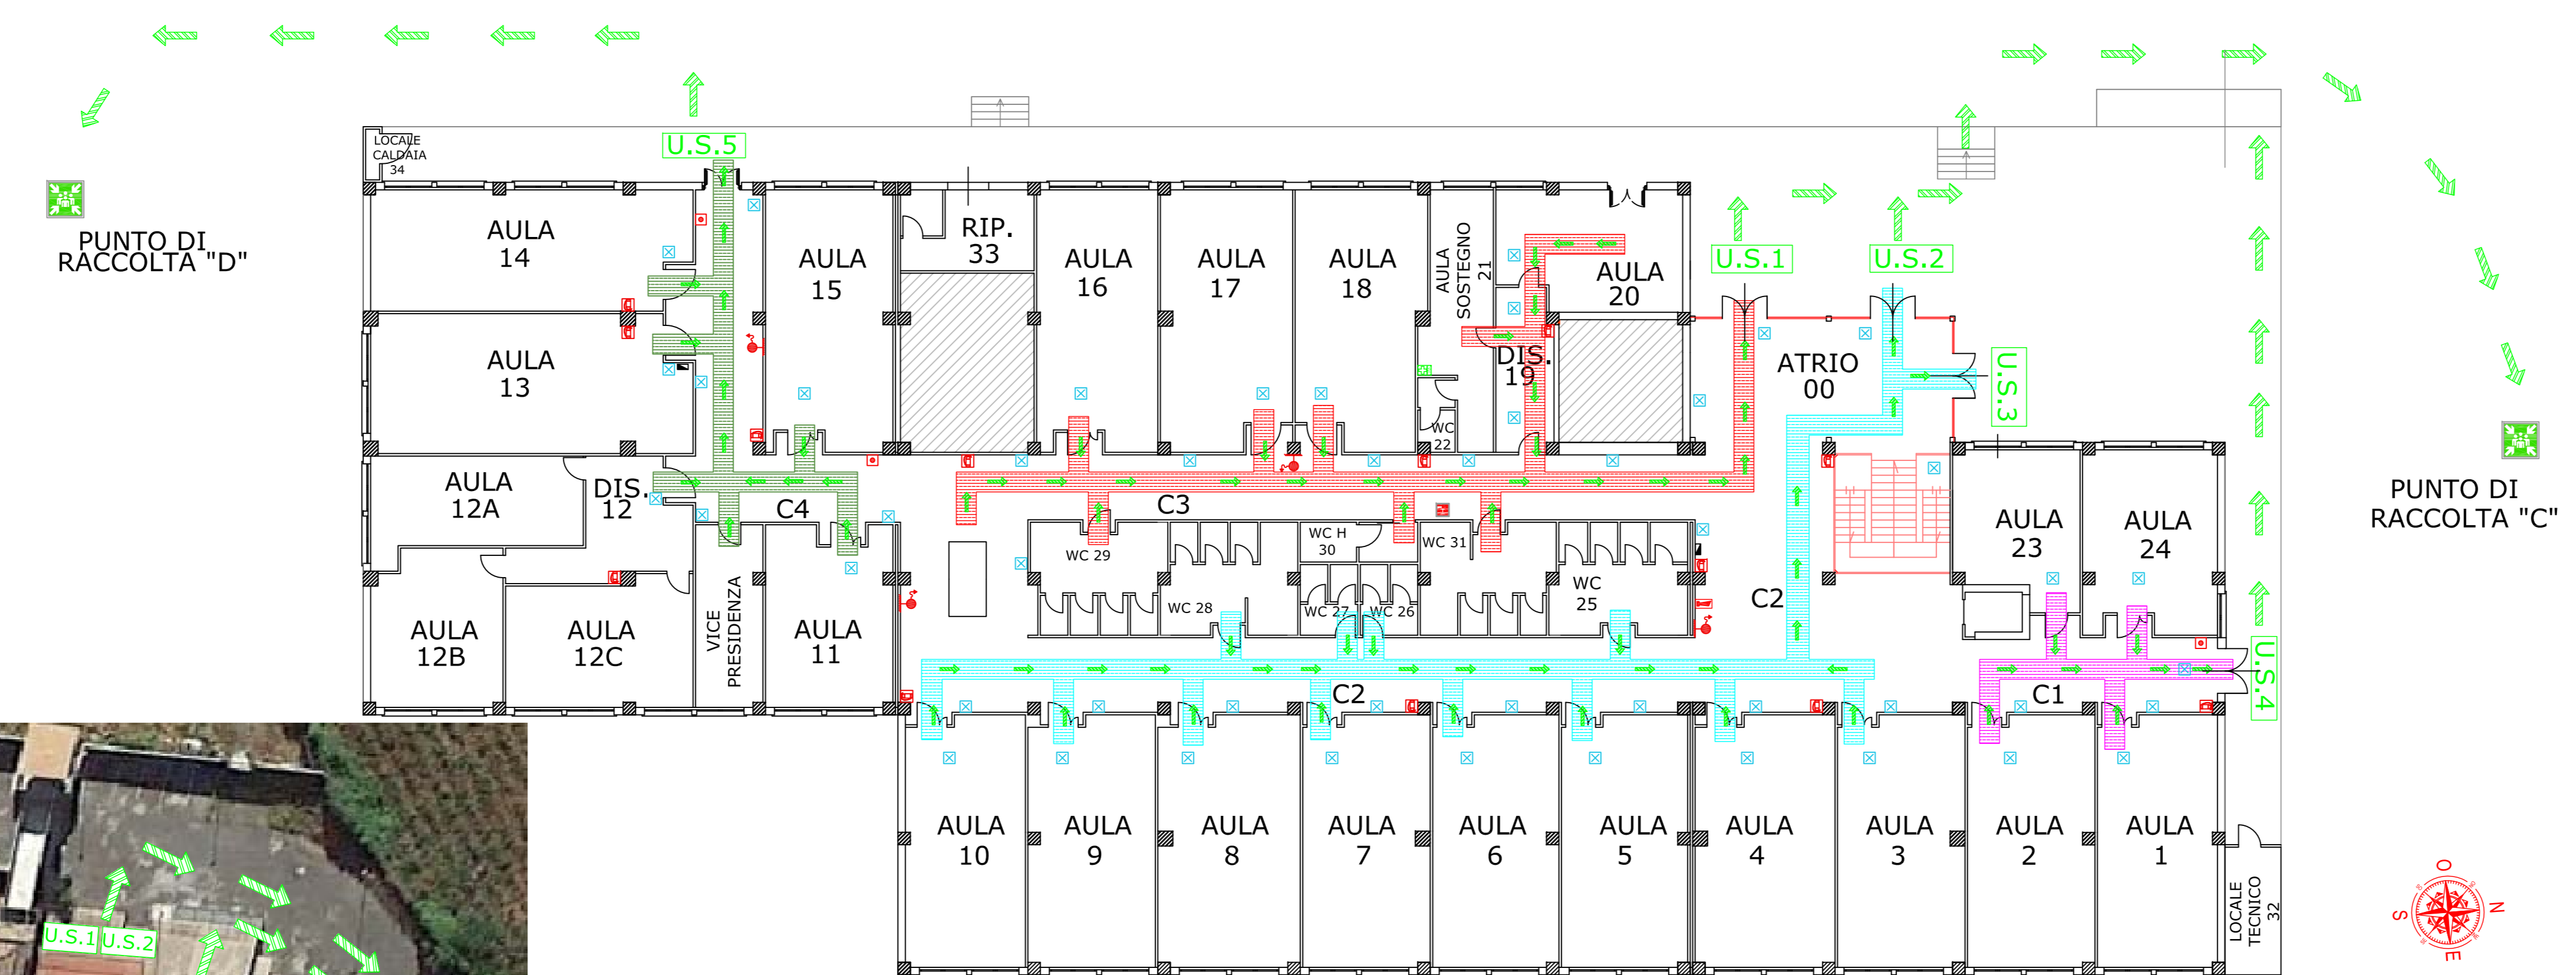 U.S.5
LOCALE
CALDAIA
34
PUNTO DI
RACCOLTA "D"
AULA
14
AULA
13
AULA
12A
DIS.
12
AULA
12B
AULA
12C
VICE
PRESIDENZA
AULA
11
C4
AULA
15
RIP.
33
AULA
16
AULA
17
AULA
18
AULA
SOSTEGNO
21
WC
22
DIS.
19
AULA
20
U.S.1
U.S.2
U.S.3
ATRIO
00
C3
WC 29
WC 28
WC H
30
WC 27
WC 26
WC 31
WC
25
C2
C2
AULA
23
AULA
24
C1
U.S.4
PUNTO DI
RACCOLTA "C"
AULA
10
AULA
9
AULA
8
AULA
7
AULA
6
AULA
5
AULA
4
AULA
3
AULA
2
AULA
1
LOCALE
TECNICO
32
U.S.1
U.S.2
O
N
S
E